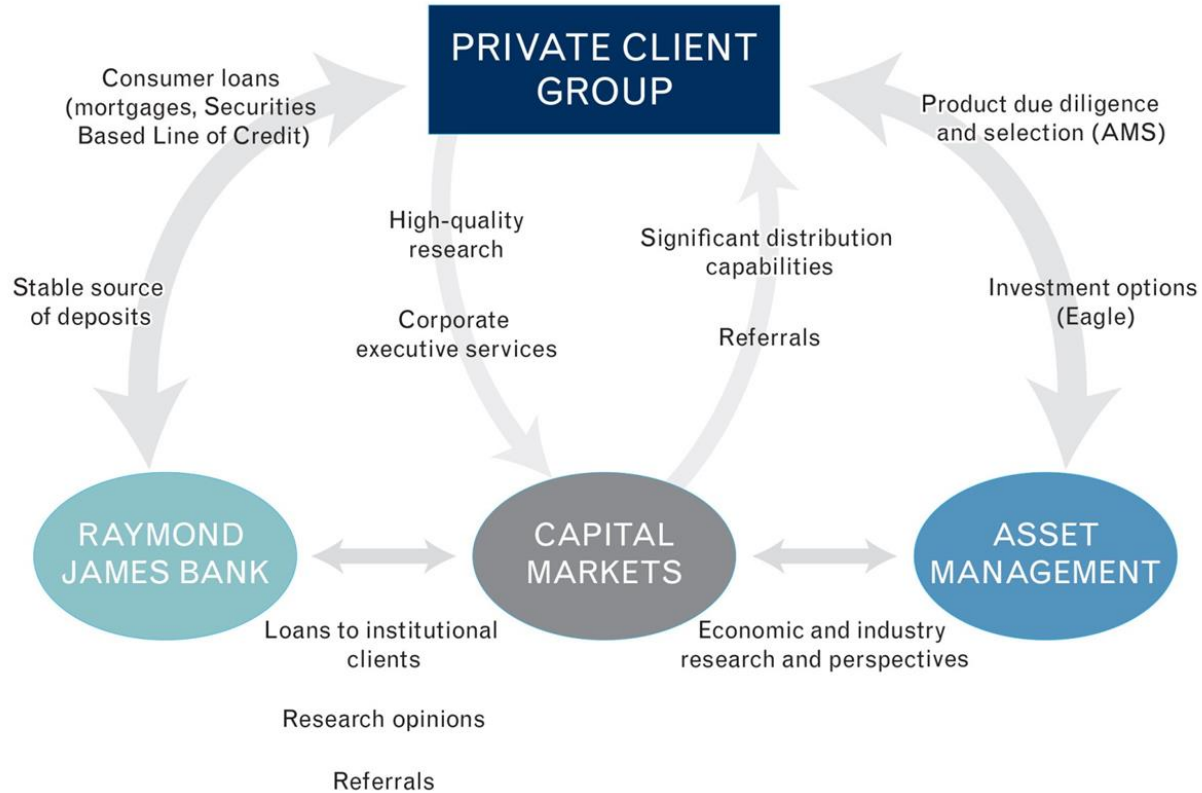 PRIVATE CLIENT
GROUP
Consumer loans
(mortgages, Securities
Based Line of Credit)
Product due diligence
and selection (AMS)
High-quality
research
Significant distribution
capabilities
Stable source
of deposits
Investment options
(Eagle)
Corporate
executive services
Referrals
RAYMOND
JAMES BANK
CAPITAL
MARKETS
ASSET
MANAGEMENT
Loans to institutional
clients
Economic and industry
research and perspectives
Research opinions
Referrals